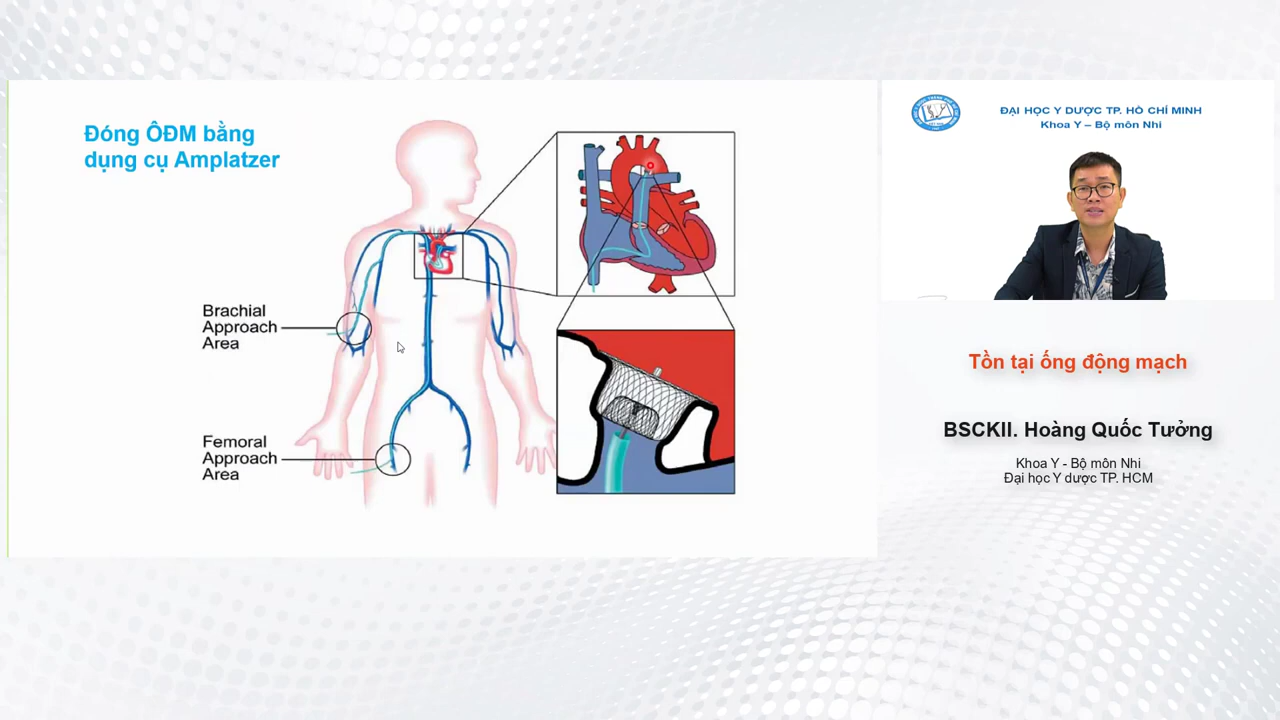 Đóng ÔĐM bằng
dụng cụ Amplatzer
Brachial
Approach
Area
Femoral
Approach
Area
ĐẠI HỌC Y DƯỢC TP. HỒ CHÍ MINH
Khoa Y – Bộ môn Nhi
Tồn tại ống động mạch
BSCKII. Hoàng Quốc Tưởng
Khoa Y - Bộ môn Nhi
Đại học Y dược TP. HCM